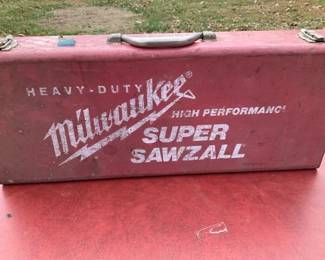 HEAVY-DUTY
Milwaukee
HIGH PERFORMANCE
SUPER
SAWZALL